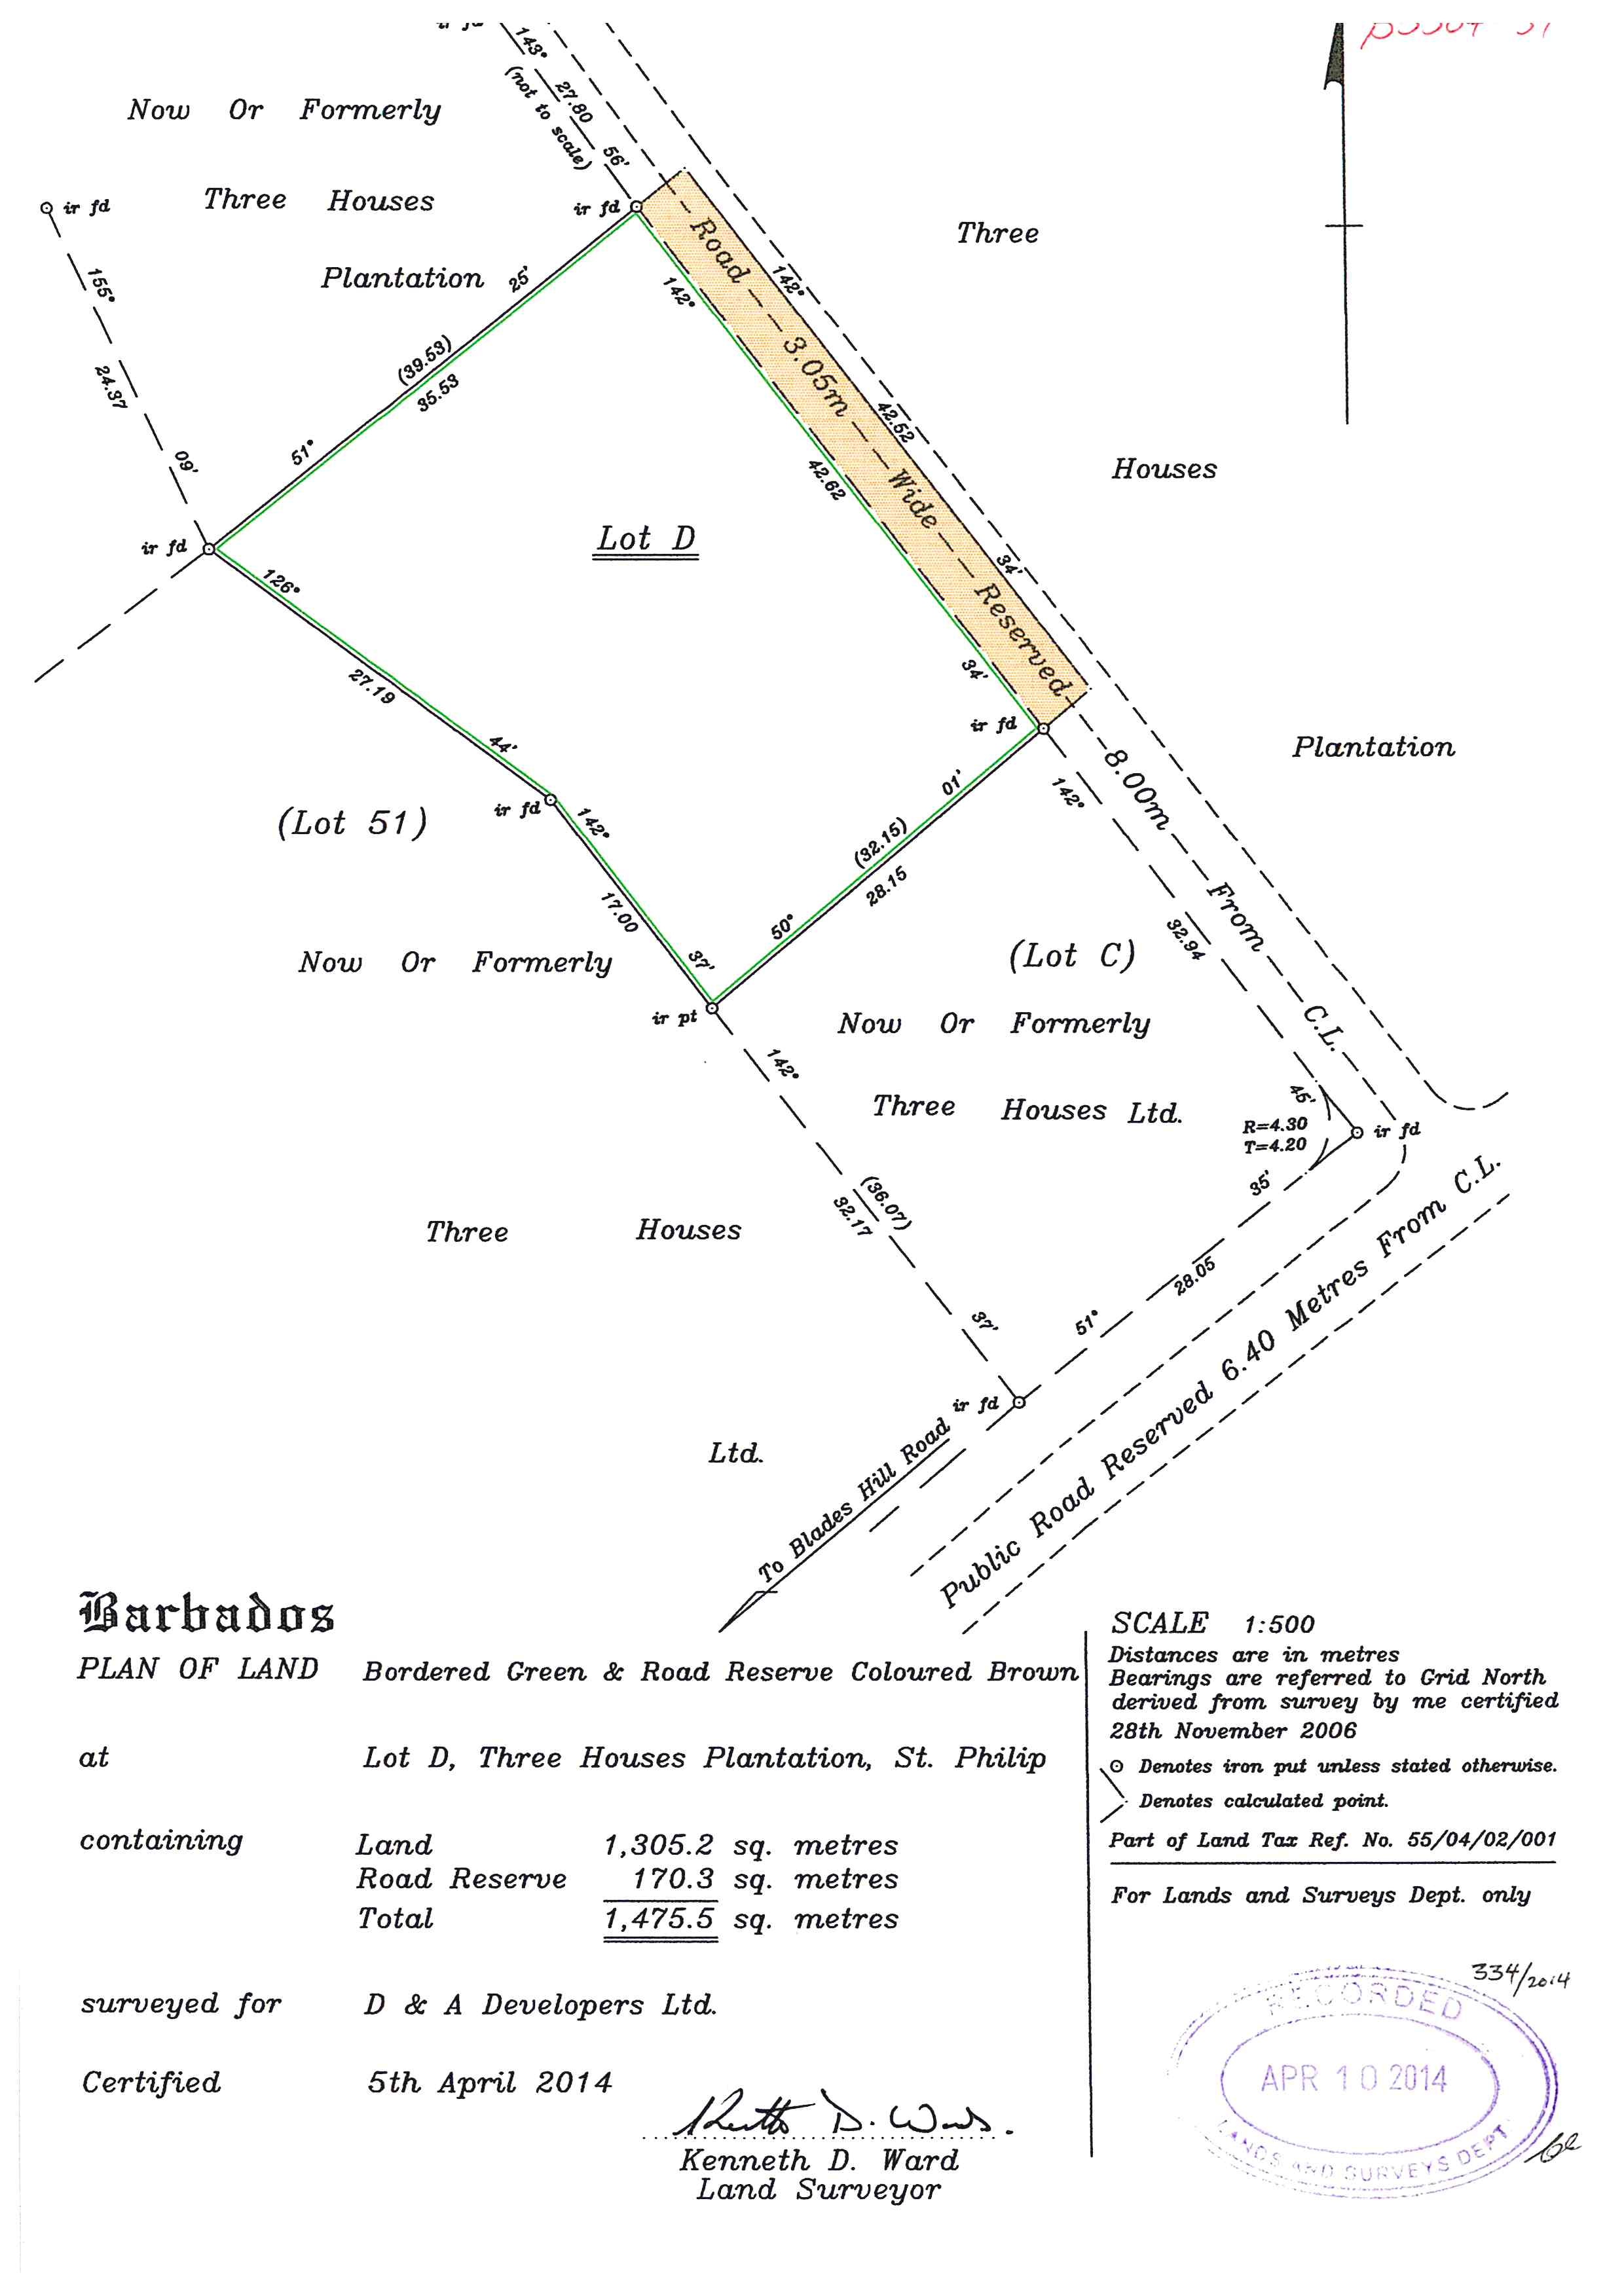 143° 27.80 56'
(not to scale)
Now Or Formerly
Three Houses
Plantation
ir fd
ir fd
155° 24.37 09'
51° (39.53) 25'
35.53
Road 3.05m Wide Reserved
142° 42.52 34'
142° 42.62 34'
Three
Houses
Plantation
Lot D
ir fd
126° 44'
27.19
ir fd
(Lot 51)
ir fd
142° 37'
17.00
50° (32.15) 01'
28.15
ir pt
8.00m From C.L.
142° 32.94 45'
(Lot C)
Now Or Formerly
Now Or Formerly
Three Houses Ltd.
R=4.30
T=4.20
ir fd
142° (36.07) 37'
32.17
Three Houses
51° 28.05 35'
ir fd
Ltd.
To Blades Hill Road
Public Road Reserved 6.40 Metres From C.L.
Barbados
PLAN OF LAND Bordered Green & Road Reserve Coloured Brown
at Lot D, Three Houses Plantation, St. Philip
containing Land 1,305.2 sq. metres
Road Reserve 170.3 sq. metres
Total 1,475.5 sq. metres
surveyed for D & A Developers Ltd.
Certified 5th April 2014
Kenneth D. Ward
Land Surveyor
SCALE 1:500
Distances are in metres
Bearings are referred to Grid North
derived from survey by me certified
28th November 2006
Denotes iron put unless stated otherwise.
Denotes calculated point.
Part of Land Tax Ref. No. 55/04/02/001
For Lands and Surveys Dept. only
334/2014
RECORDED
APR 10 2014
LANDS AND SURVEYS DEPT